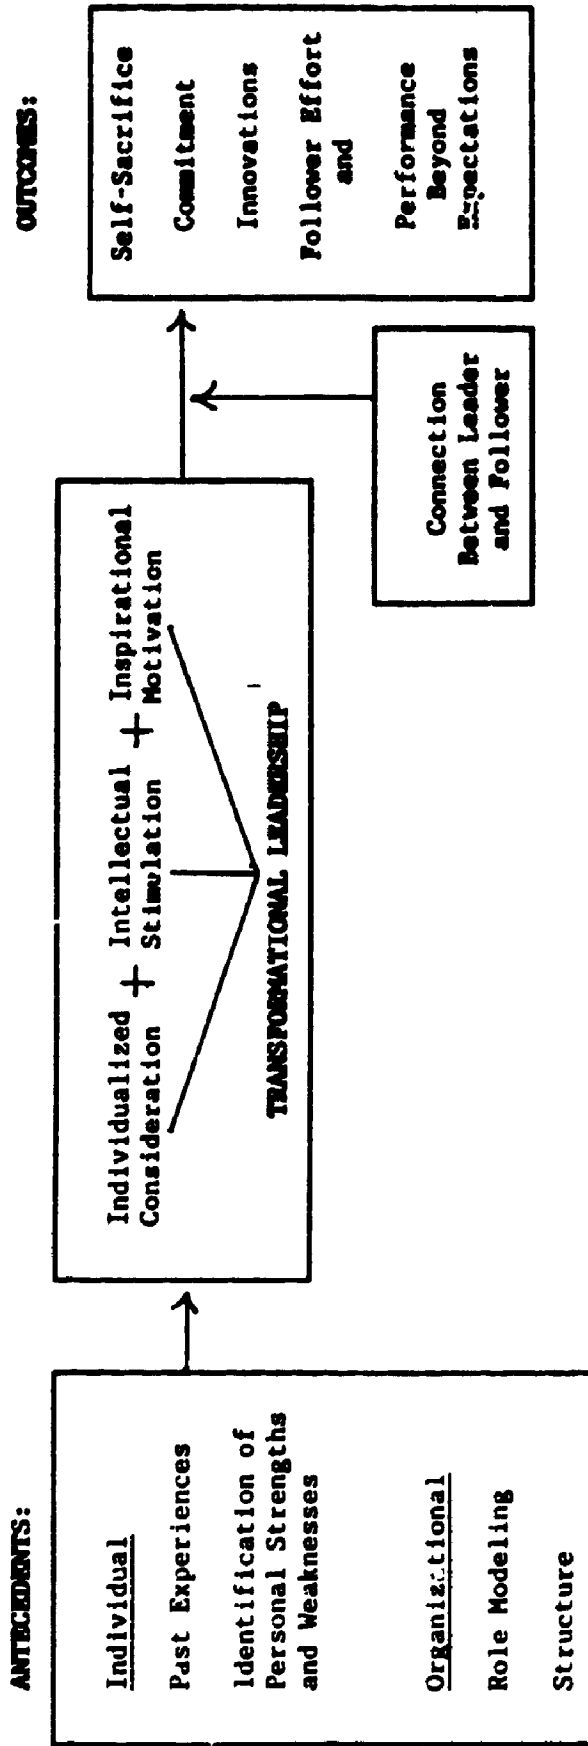 ANTECEDENTS:
Individual
Past Experiences
Identification of
Personal Strengths
and Weaknesses
Organizational
Role Modeling
Structure
Individualized + Intellectual + Inspirational
Consideration Stimulation Motivation
TRANSFORMATIONAL LEADERSHIP
Connection
Between Leader
and Follower
OUTCOMES:
Self-Sacrifice
Commitment
Innovations
Follower Effort
and
Performance
Beyond
Expectations